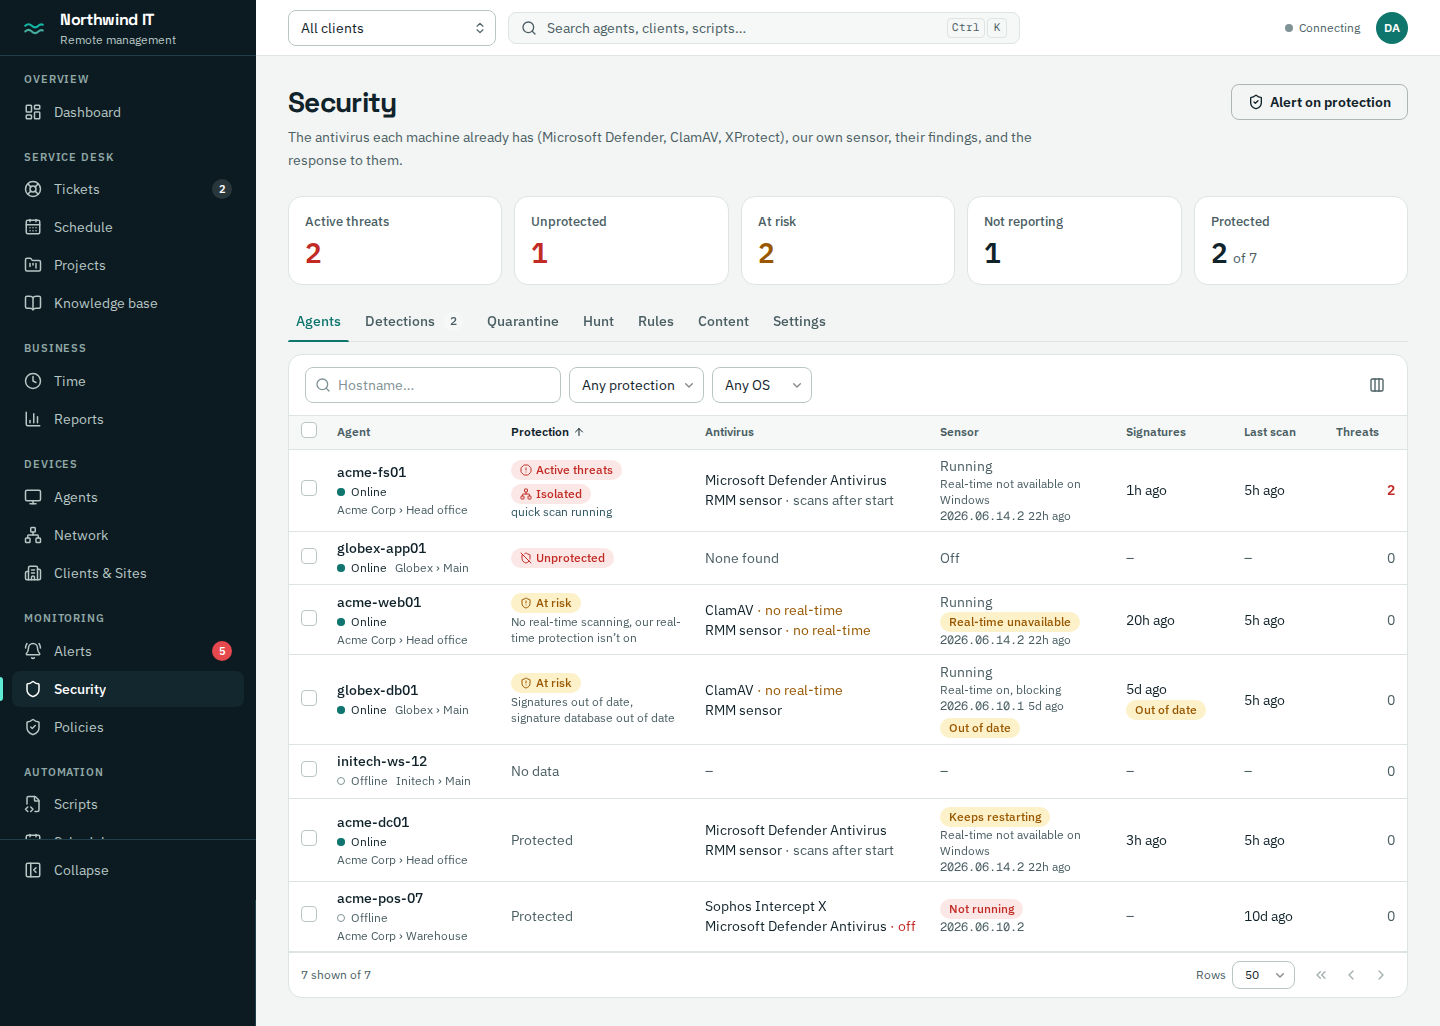 Northwind IT
Remote management
All clients
Search agents, clients, scripts...
Ctrl K
Connecting
DA
OVERVIEW
Dashboard
SERVICE DESK
Tickets 2
Schedule
Projects
Knowledge base
BUSINESS
Time
Reports
DEVICES
Agents
Network
Clients & Sites
MONITORING
Alerts 5
Security
Policies
AUTOMATION
Scripts
Collapse
Security
Alert on protection
The antivirus each machine already has (Microsoft Defender, ClamAV, XProtect), our own sensor, their findings, and the
response to them.
Active threats
2
Unprotected
1
At risk
2
Not reporting
1
Protected
2 of 7
Agents Detections 2 Quarantine Hunt Rules Content Settings
Hostname... Any protection Any OS
Agent Protection ↑ Antivirus Sensor Signatures Last scan Threats
acme-fs01
Online
Acme Corp › Head office
Active threats
Isolated
quick scan running
Microsoft Defender Antivirus
RMM sensor · scans after start
Running
Real-time not available on
Windows
2026.06.14.2 22h ago
1h ago
5h ago
2
globex-app01
Online Globex › Main
Unprotected
None found
Off
–
–
0
acme-web01
Online
Acme Corp › Head office
At risk
No real-time scanning, our real-
time protection isn't on
ClamAV · no real-time
RMM sensor · no real-time
Running
Real-time unavailable
2026.06.14.2 22h ago
20h ago
5h ago
0
globex-db01
Online Globex › Main
At risk
Signatures out of date,
signature database out of date
ClamAV · no real-time
RMM sensor
Running
Real-time on, blocking
2026.06.10.1 5d ago
Out of date
5d ago
Out of date
5h ago
0
initech-ws-12
Offline Initech › Main
No data
–
–
–
–
0
acme-dc01
Online
Acme Corp › Head office
Protected
Microsoft Defender Antivirus
RMM sensor · scans after start
Keeps restarting
Real-time not available on
Windows
2026.06.14.2 22h ago
3h ago
5h ago
0
acme-pos-07
Offline
Acme Corp › Warehouse
Protected
Sophos Intercept X
Microsoft Defender Antivirus · off
Not running
2026.06.10.2
–
10d ago
0
7 shown of 7
Rows 50